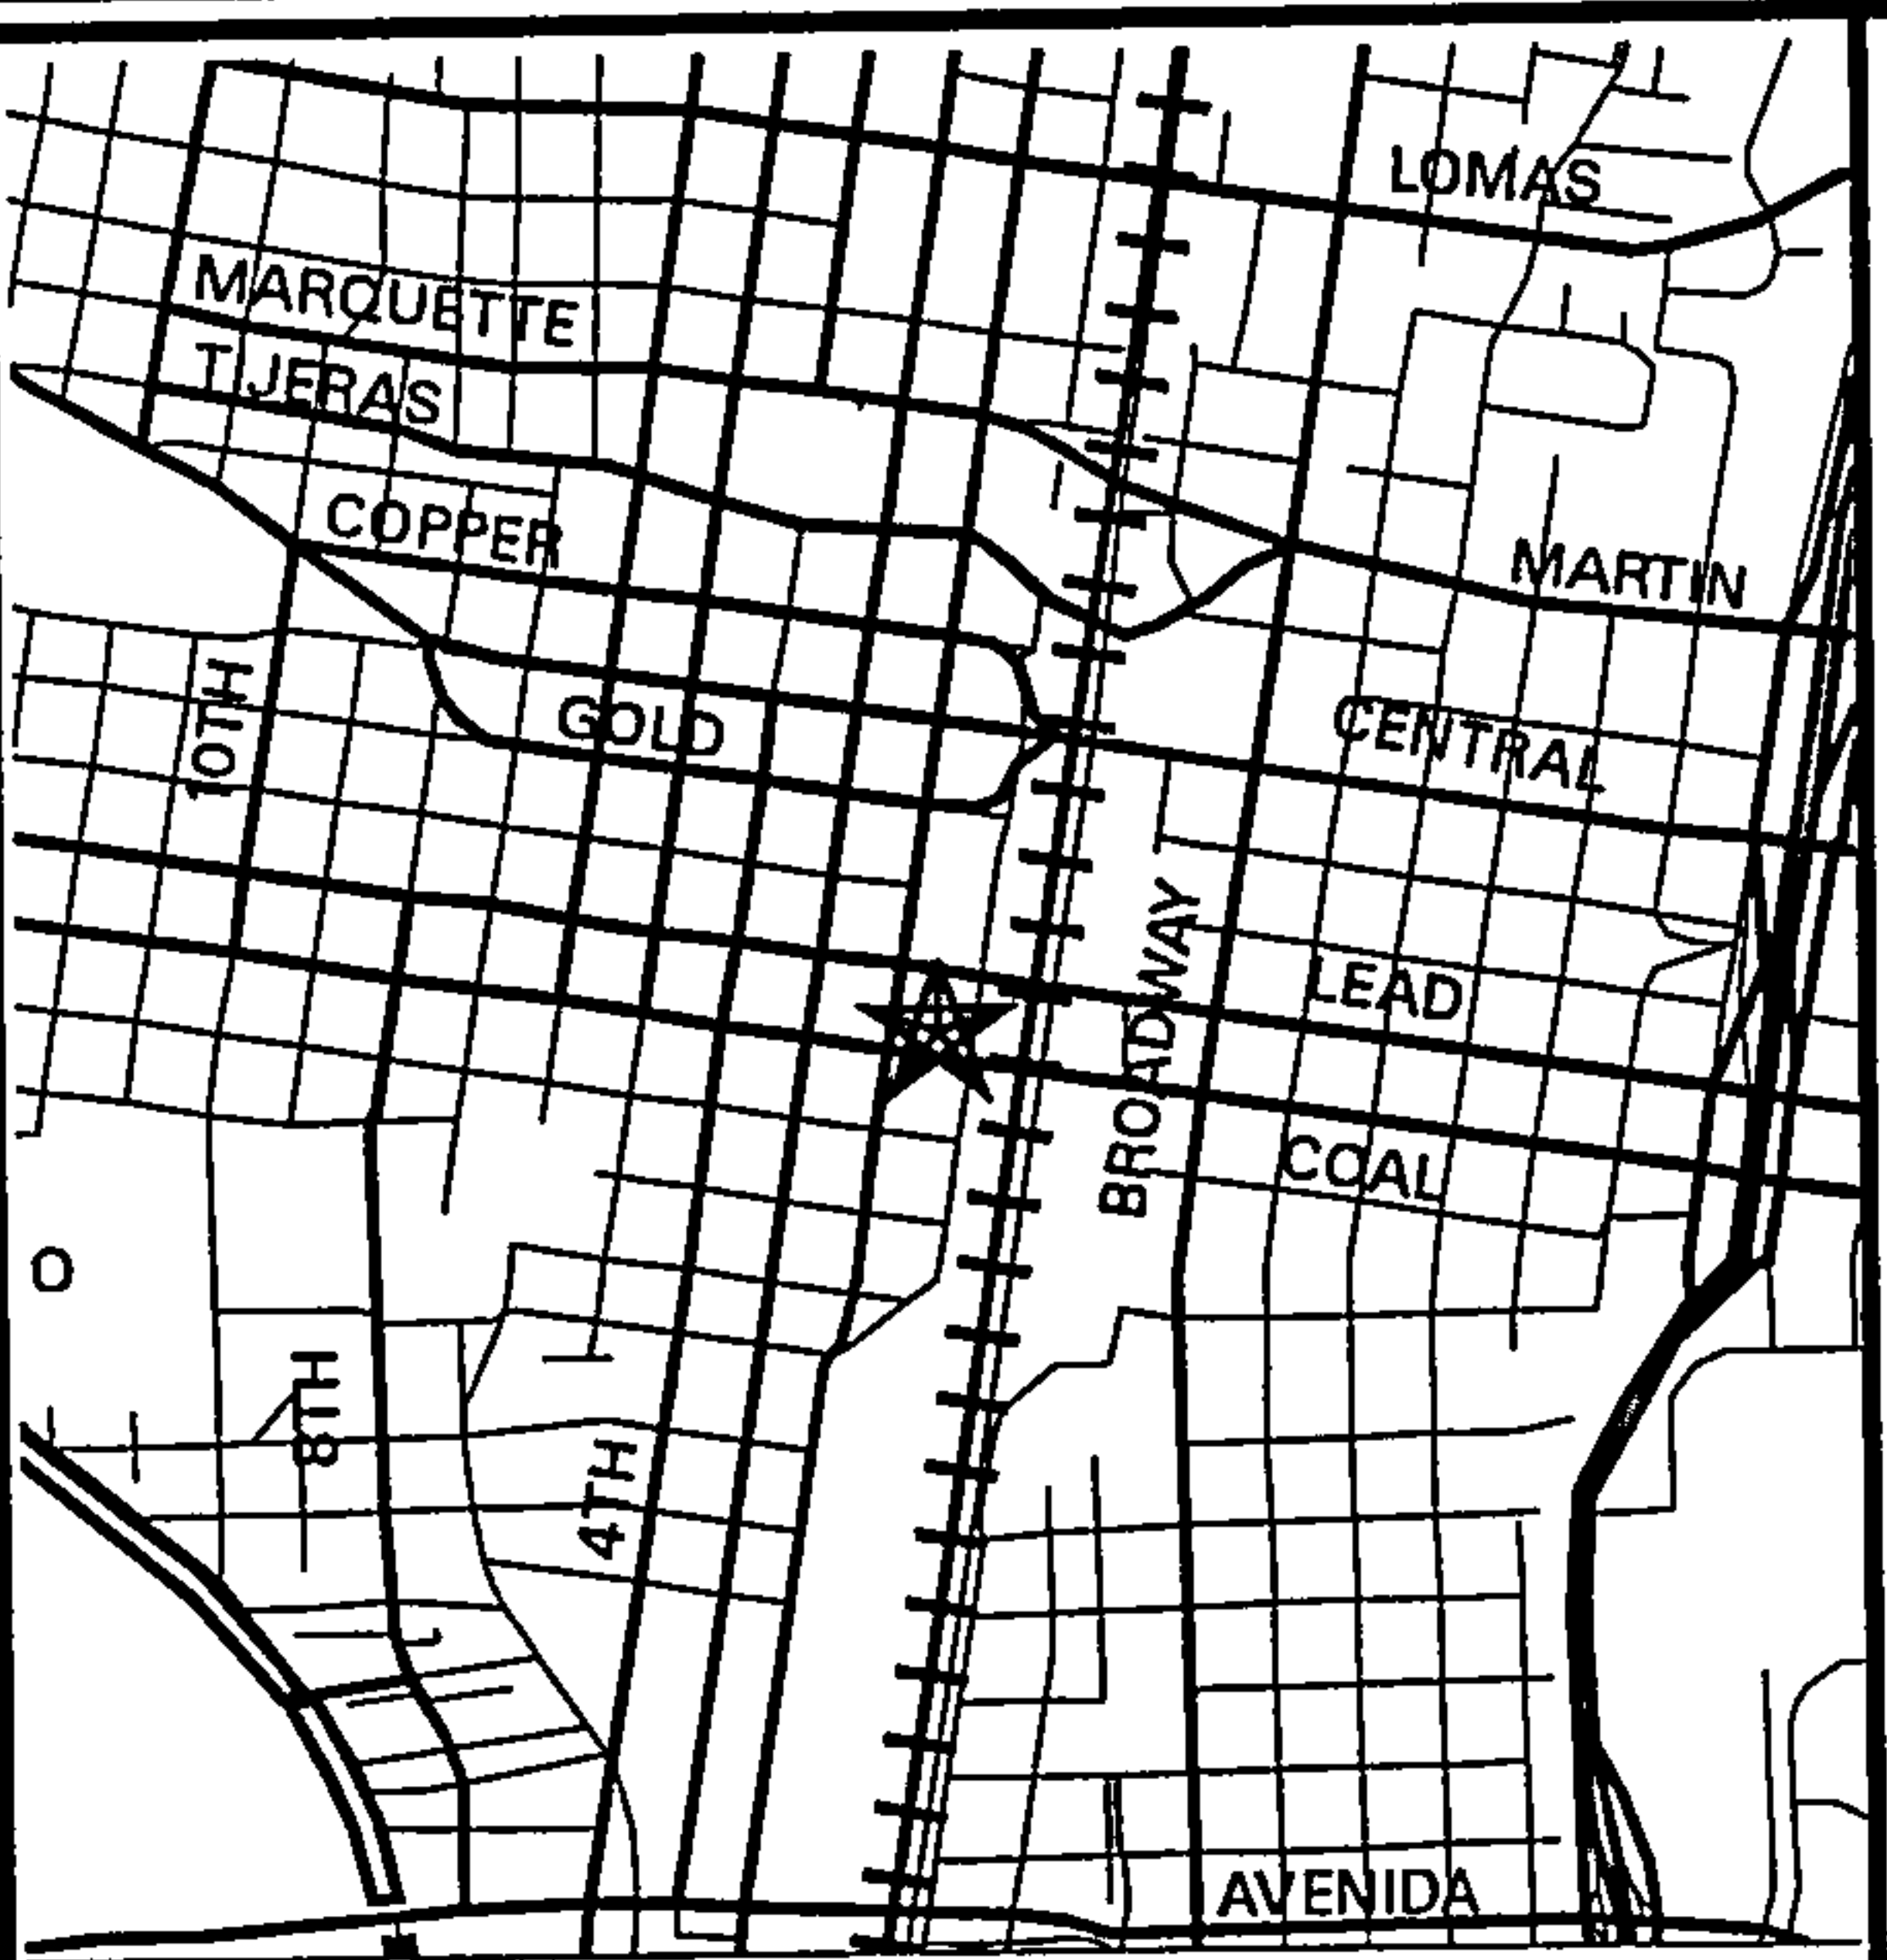 LOMAS
MARQUETTE
TIJERAS
COPPER
MARTIN
10TH
GOLD
CENTRAL
BROADWAY
LEAD
COAL
O
8TH
4TH
AVENIDA